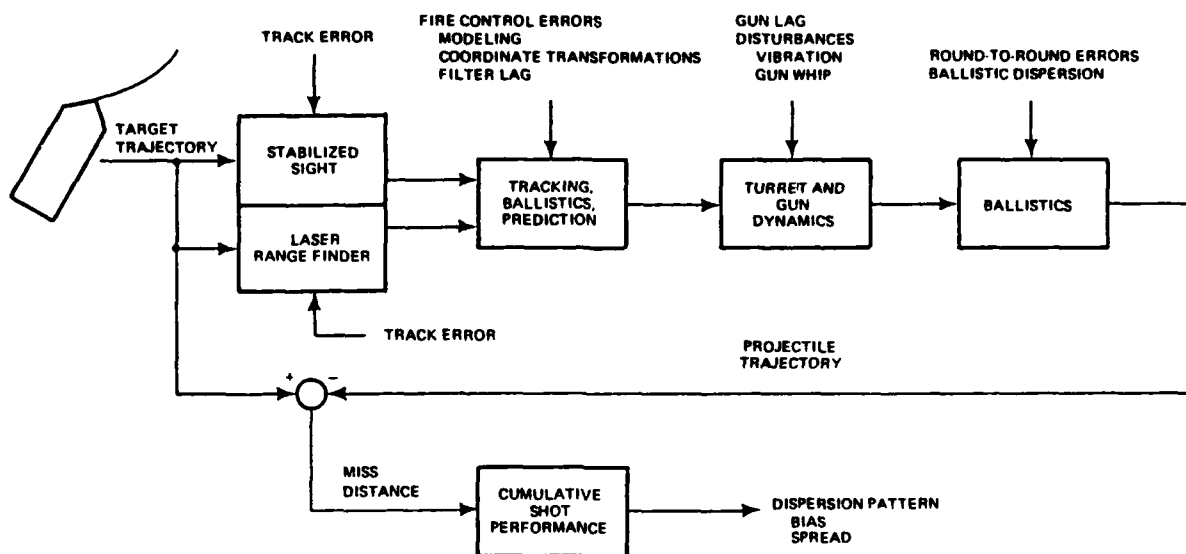 TRACK ERROR
FIRE CONTROL ERRORS
MODELING
COORDINATE TRANSFORMATIONS
FILTER LAG
GUN LAG
DISTURBANCES
VIBRATION
GUN WHIP
ROUND-TO-ROUND ERRORS
BALLISTIC DISPERSION
TARGET
TRAJECTORY
STABILIZED
SIGHT
LASER
RANGE FINDER
TRACKING,
BALLISTICS,
PREDICTION
TURRET AND
GUN
DYNAMICS
BALLISTICS
TRACK ERROR
PROJECTILE
TRAJECTORY
+
−
MISS
DISTANCE
CUMULATIVE
SHOT
PERFORMANCE
DISPERSION PATTERN
BIAS
SPREAD